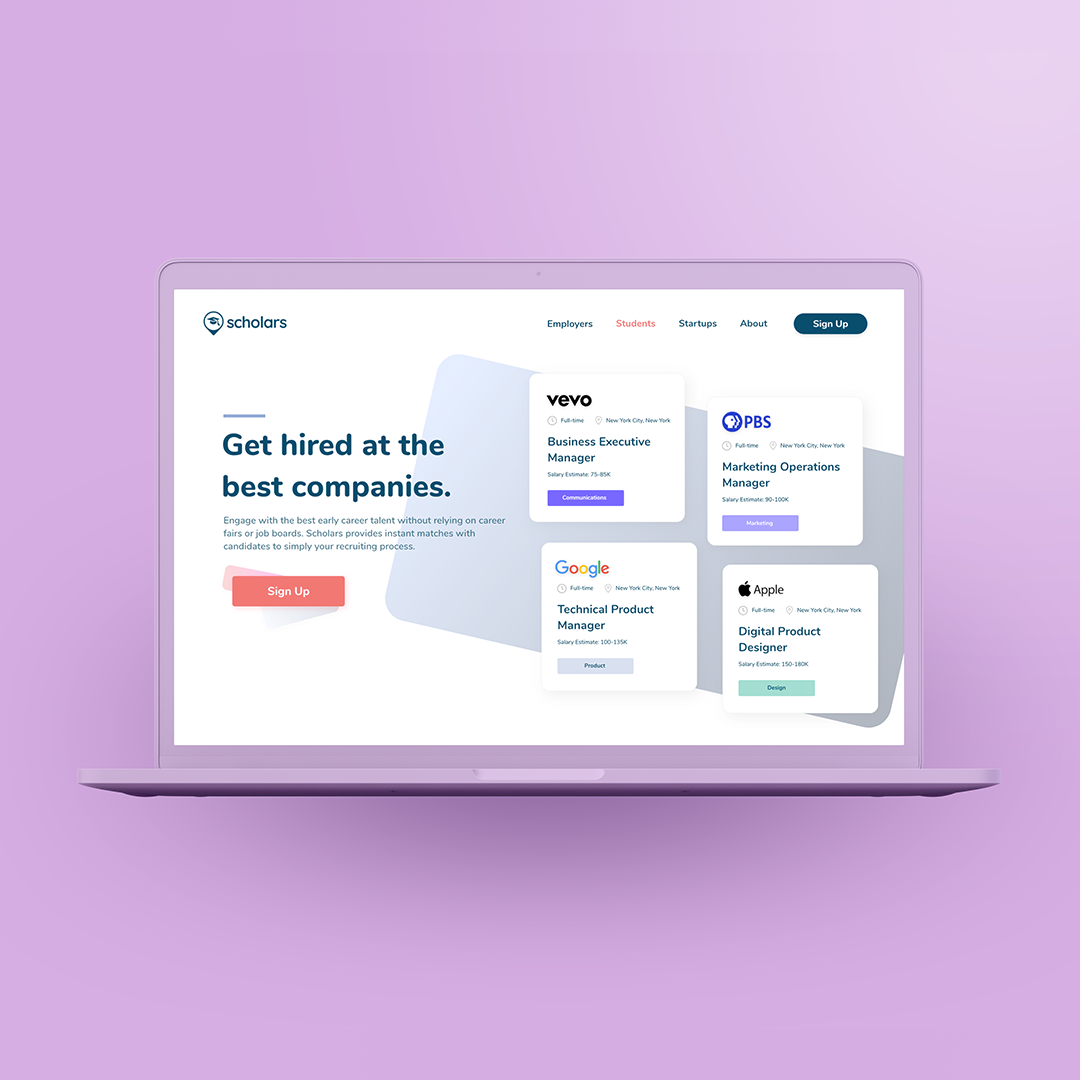 scholars
Employers
Students
Startups
About
Sign Up
Get hired at the
best companies.
Engage with the best early career talent without relying on career
fairs or job boards. Scholars provides instant matches with
candidates to simply your recruiting process.
Sign Up
vevo
Full-time
New York City, New York
Business Executive
Manager
Salary Estimate: 75-85K
Communications
PBS
Full-time
New York City, New York
Marketing Operations
Manager
Salary Estimate: 90-100K
Marketing
Google
Full-time
New York City, New York
Technical Product
Manager
Salary Estimate: 100-135K
Product
Apple
Full-time
New York City, New York
Digital Product
Designer
Salary Estimate: 150-180K
Design